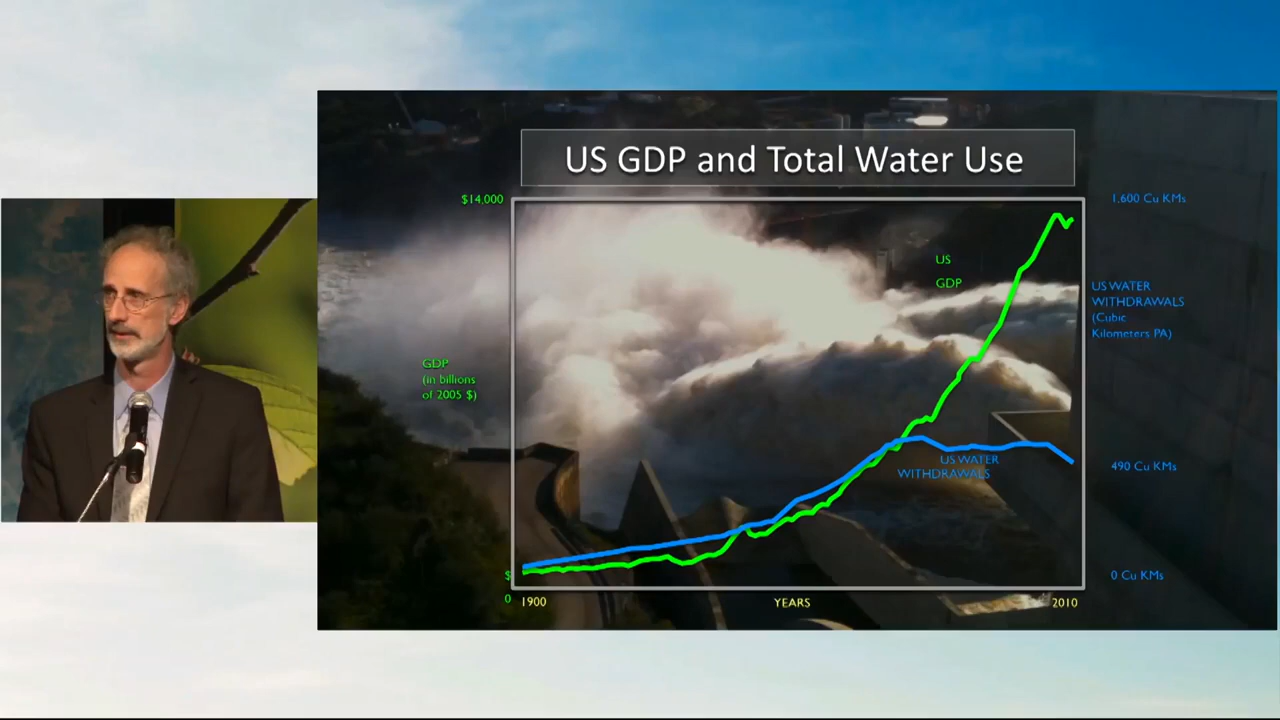 US GDP and Total Water Use
$14,000
1,600 Cu KMs
US
GDP
US WATER
WITHDRAWALS
(Cubic
Kilometers PA)
GDP
(in billions
of 2005 $)
US WATER
WITHDRAWALS
490 Cu KMs
$
0
0 Cu KMs
1900
YEARS
2010